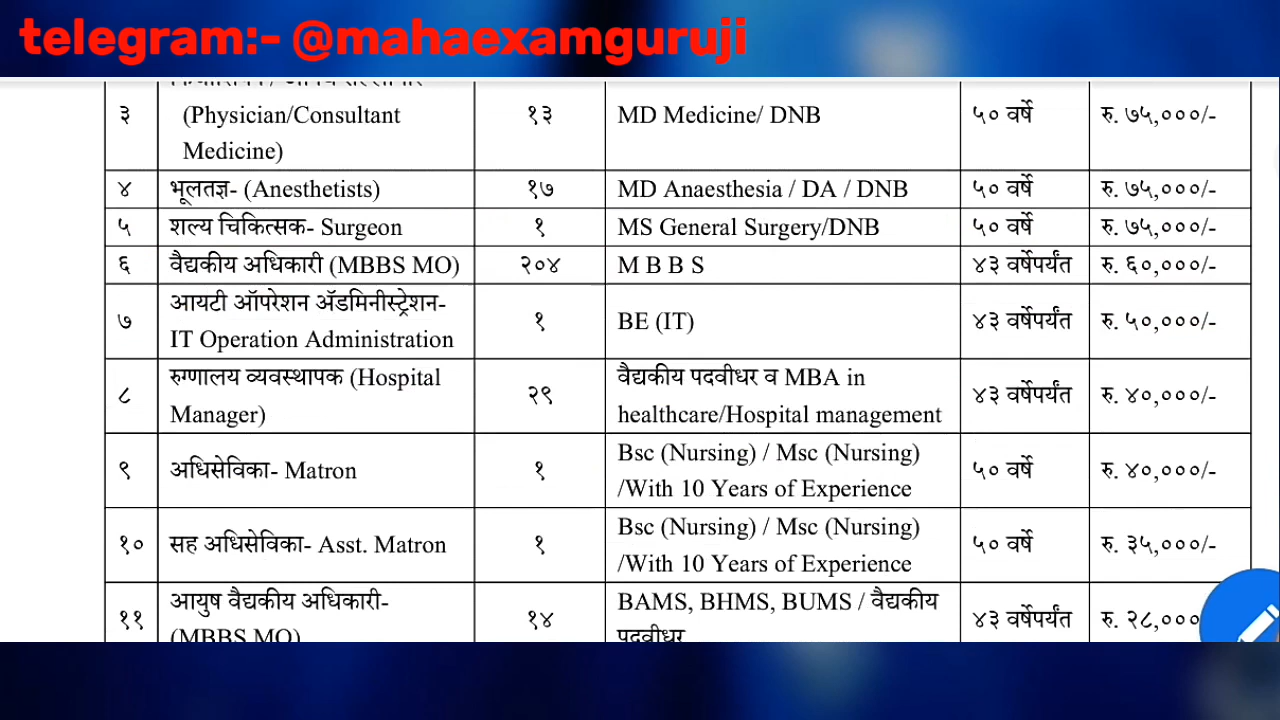 telegram:- @mahaexamguruji
३ (Physician/Consultant Medicine) १३ MD Medicine/ DNB ५० वर्षे रु. ७५,०००/-
४ भूलतज्ञ- (Anesthetists) १७ MD Anaesthesia / DA / DNB ५० वर्षे रु. ७५,०००/-
५ शल्य चिकित्सक- Surgeon १ MS General Surgery/DNB ५० वर्षे रु. ७५,०००/-
६ वैद्यकीय अधिकारी (MBBS MO) २०४ M B B S ४३ वर्षेपर्यंत रु. ६०,०००/-
७ आयटी ऑपरेशन ॲडमिनीस्ट्रेशन- IT Operation Administration १ BE (IT) ४३ वर्षेपर्यंत रु. ५०,०००/-
८ रुग्णालय व्यवस्थापक (Hospital Manager) २९ वैद्यकीय पदवीधर व MBA in healthcare/Hospital management ४३ वर्षेपर्यंत रु. ४०,०००/-
९ अधिसेविका- Matron १ Bsc (Nursing) / Msc (Nursing) /With 10 Years of Experience ५० वर्षे रु. ४०,०००/-
१० सह अधिसेविका- Asst. Matron १ Bsc (Nursing) / Msc (Nursing) /With 10 Years of Experience ५० वर्षे रु. ३५,०००/-
११ आयुष वैद्यकीय अधिकारी- (MBBS MO) १४ BAMS, BHMS, BUMS / वैद्यकीय पदवीधर ४३ वर्षेपर्यंत रु. २८,०००